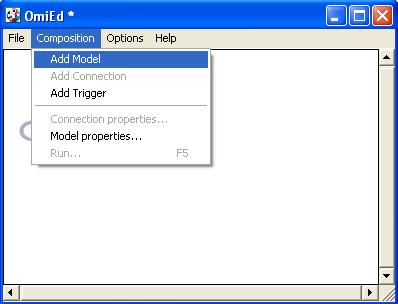 OmiEd *
File Composition Options Help
Add Model
Add Connection
Add Trigger
Connection properties...
Model properties...
Run... F5